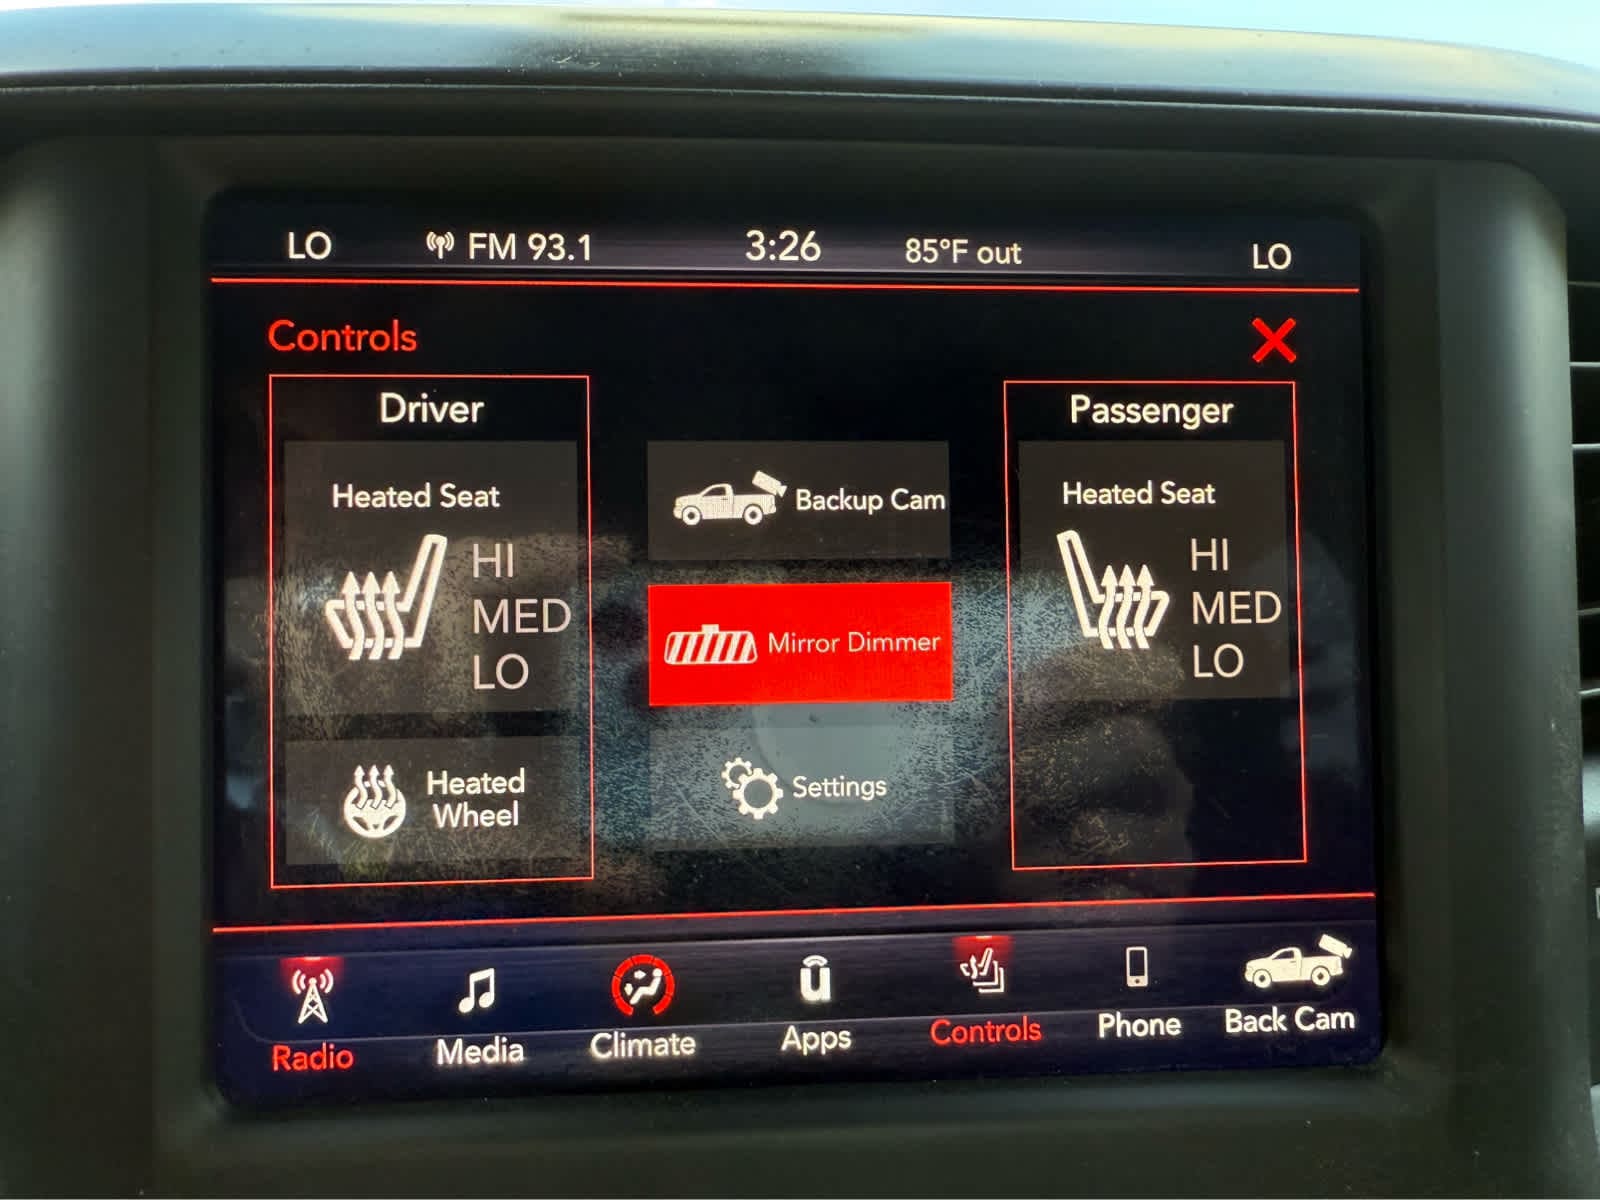 LO FM 93.1 3:26 85°F out LO
Controls
Driver
Heated Seat
HI
MED
LO
Heated
Wheel
Backup Cam
Mirror Dimmer
Settings
Passenger
Heated Seat
HI
MED
LO
Radio Media Climate Apps Controls Phone Back Cam